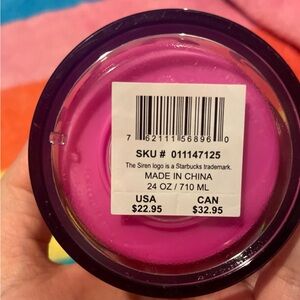 7 62111 56896 0
SKU # 011147125
The Siren logo is a Starbucks trademark.
MADE IN CHINA
24 OZ / 710 ML
USA CAN
$22.95 $32.95